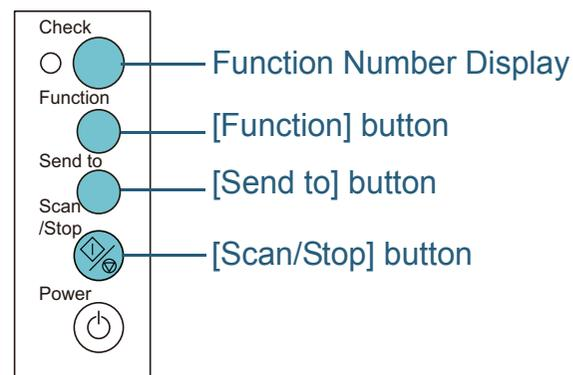 Check
Function Number Display
Function
[Function] button
Send to
[Send to] button
Scan
/Stop
[Scan/Stop] button
Power